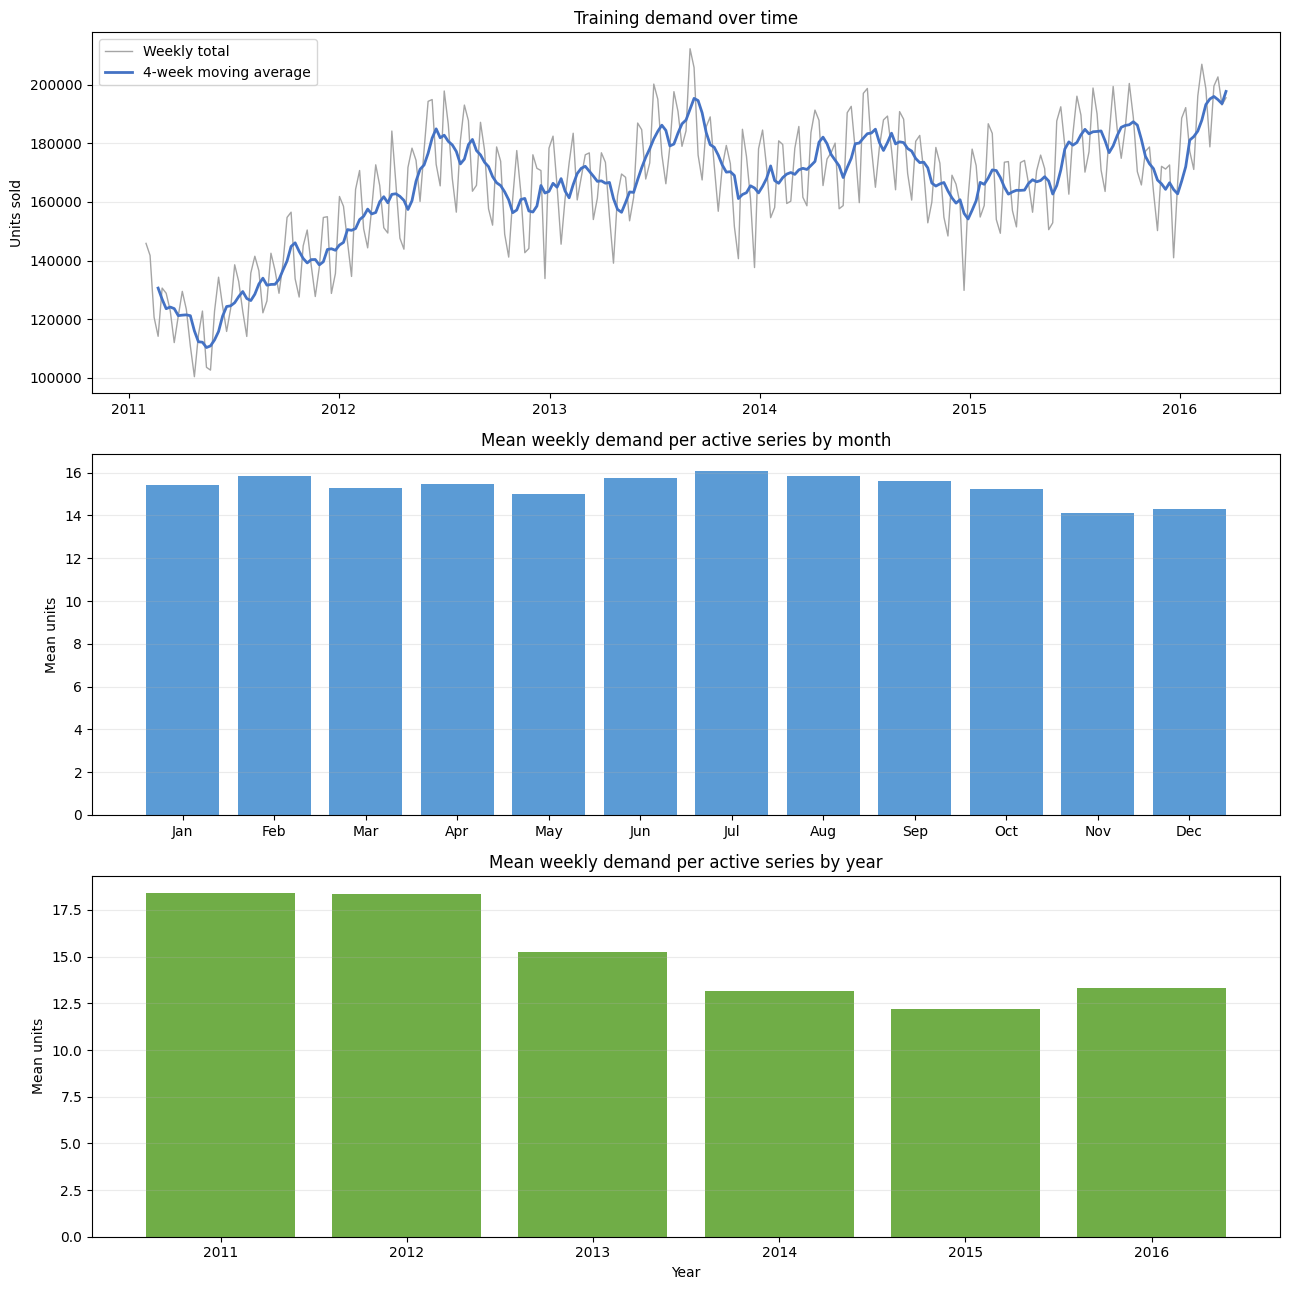 Training demand over time
Weekly total
4-week moving average
Units sold
200000
180000
160000
140000
120000
100000
2011 2012 2013 2014 2015 2016
Mean weekly demand per active series by month
Mean units
16
14
12
10
8
6
4
2
0
Jan Feb Mar Apr May Jun Jul Aug Sep Oct Nov Dec
Mean weekly demand per active series by year
Mean units
17.5
15.0
12.5
10.0
7.5
5.0
2.5
0.0
2011 2012 2013 2014 2015 2016
Year